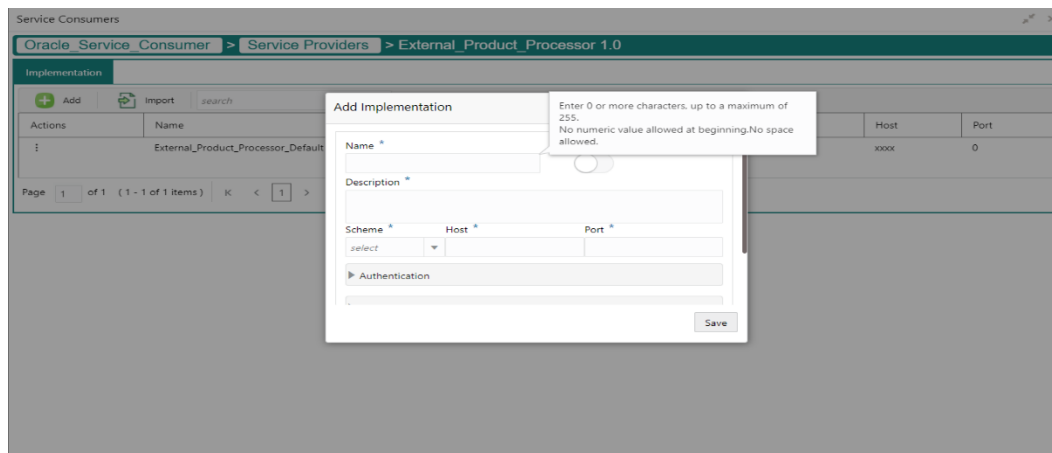 Service Consumers
Oracle_Service_Consumer > Service Providers > External_Product_Processor 1.0
Implementation
Add Import search
Actions Name Host Port
External_Product_Processor_Default xxxx 0
Page 1 of 1 (1 - 1 of 1 items) K < 1 >
Add Implementation
Enter 0 or more characters, up to a maximum of
255.
No numeric value allowed at beginning.No space
allowed.
Name *
Description *
Scheme * Host * Port *
select
Authentication
Save